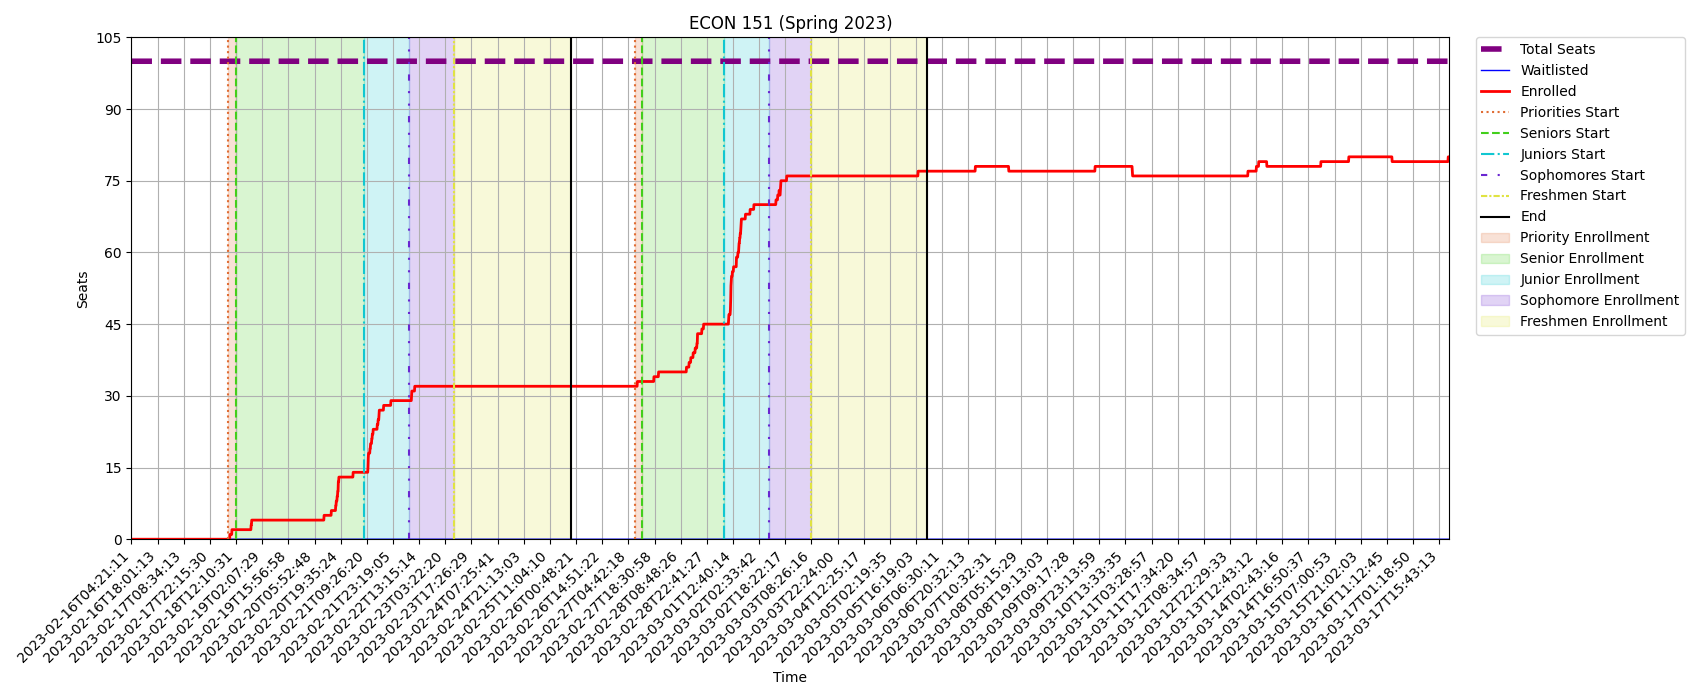 ECON 151 (Spring 2023)
105
90
75
60
45
30
15
0
Seats
2023-02-16T04:21:11
2023-02-16T18:01:13
2023-02-17T08:34:13
2023-02-17T22:15:30
2023-02-18T12:10:31
2023-02-19T02:07:29
2023-02-19T15:56:58
2023-02-20T05:52:48
2023-02-20T19:35:24
2023-02-21T09:26:20
2023-02-21T23:19:05
2023-02-22T13:15:14
2023-02-23T03:22:20
2023-02-23T17:26:29
2023-02-24T07:25:41
2023-02-24T21:13:03
2023-02-25T11:04:10
2023-02-26T00:48:21
2023-02-26T14:51:22
2023-02-27T04:42:18
2023-02-27T18:30:58
2023-02-28T08:48:26
2023-02-28T22:41:27
2023-03-01T12:40:14
2023-03-02T02:33:42
2023-03-02T18:22:17
2023-03-03T08:26:16
2023-03-03T22:24:00
2023-03-04T12:25:17
2023-03-05T02:19:35
2023-03-05T16:19:03
2023-03-06T06:30:11
2023-03-06T20:32:13
2023-03-07T10:32:31
2023-03-08T05:15:29
2023-03-08T19:13:03
2023-03-09T09:17:28
2023-03-09T23:13:59
2023-03-10T13:33:35
2023-03-11T03:28:57
2023-03-11T17:34:20
2023-03-12T08:34:57
2023-03-12T22:29:33
2023-03-13T12:43:12
2023-03-14T02:43:16
2023-03-14T16:50:37
2023-03-15T07:00:53
2023-03-15T21:02:03
2023-03-16T11:12:45
2023-03-17T01:18:50
2023-03-17T15:43:13
Time
Total Seats
Waitlisted
Enrolled
Priorities Start
Seniors Start
Juniors Start
Sophomores Start
Freshmen Start
End
Priority Enrollment
Senior Enrollment
Junior Enrollment
Sophomore Enrollment
Freshmen Enrollment